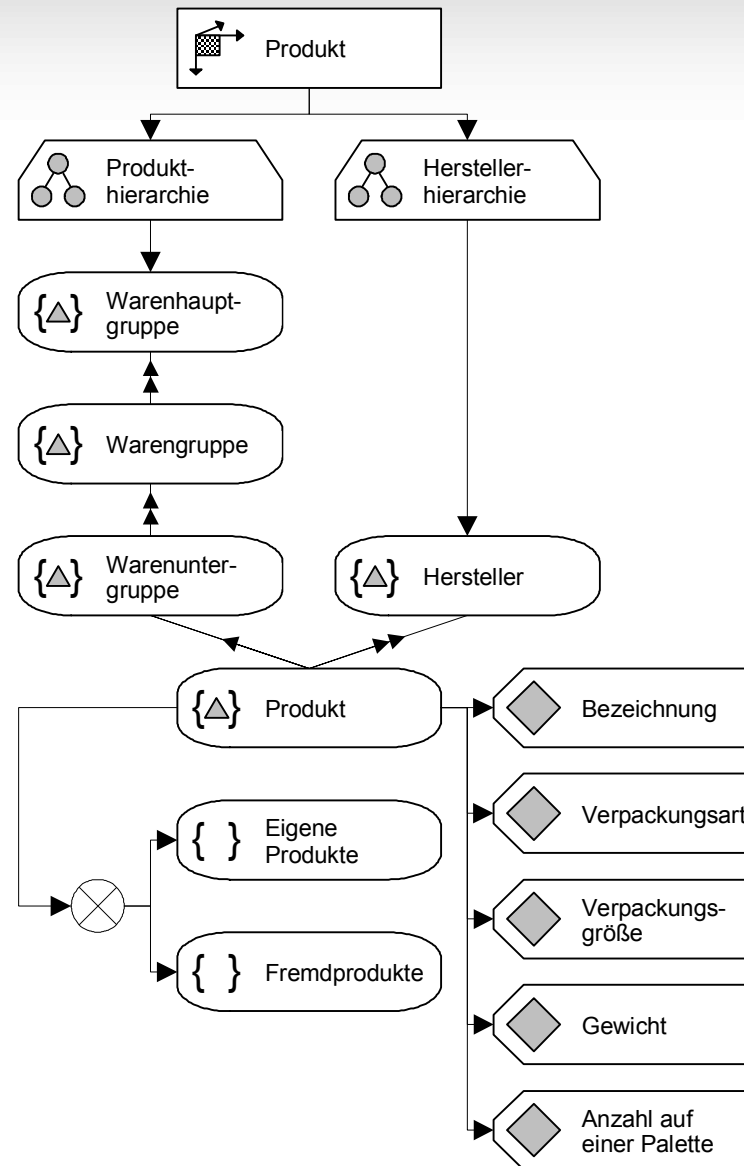 Produkt
Produkt-
hierarchie
Hersteller-
hierarchie
Warenhaupt-
gruppe
Warengruppe
Warenunter-
gruppe
Hersteller
Produkt
Bezeichnung
Verpackungsart
Eigene
Produkte
Verpackungs-
größe
Fremdprodukte
Gewicht
Anzahl auf
einer Palette